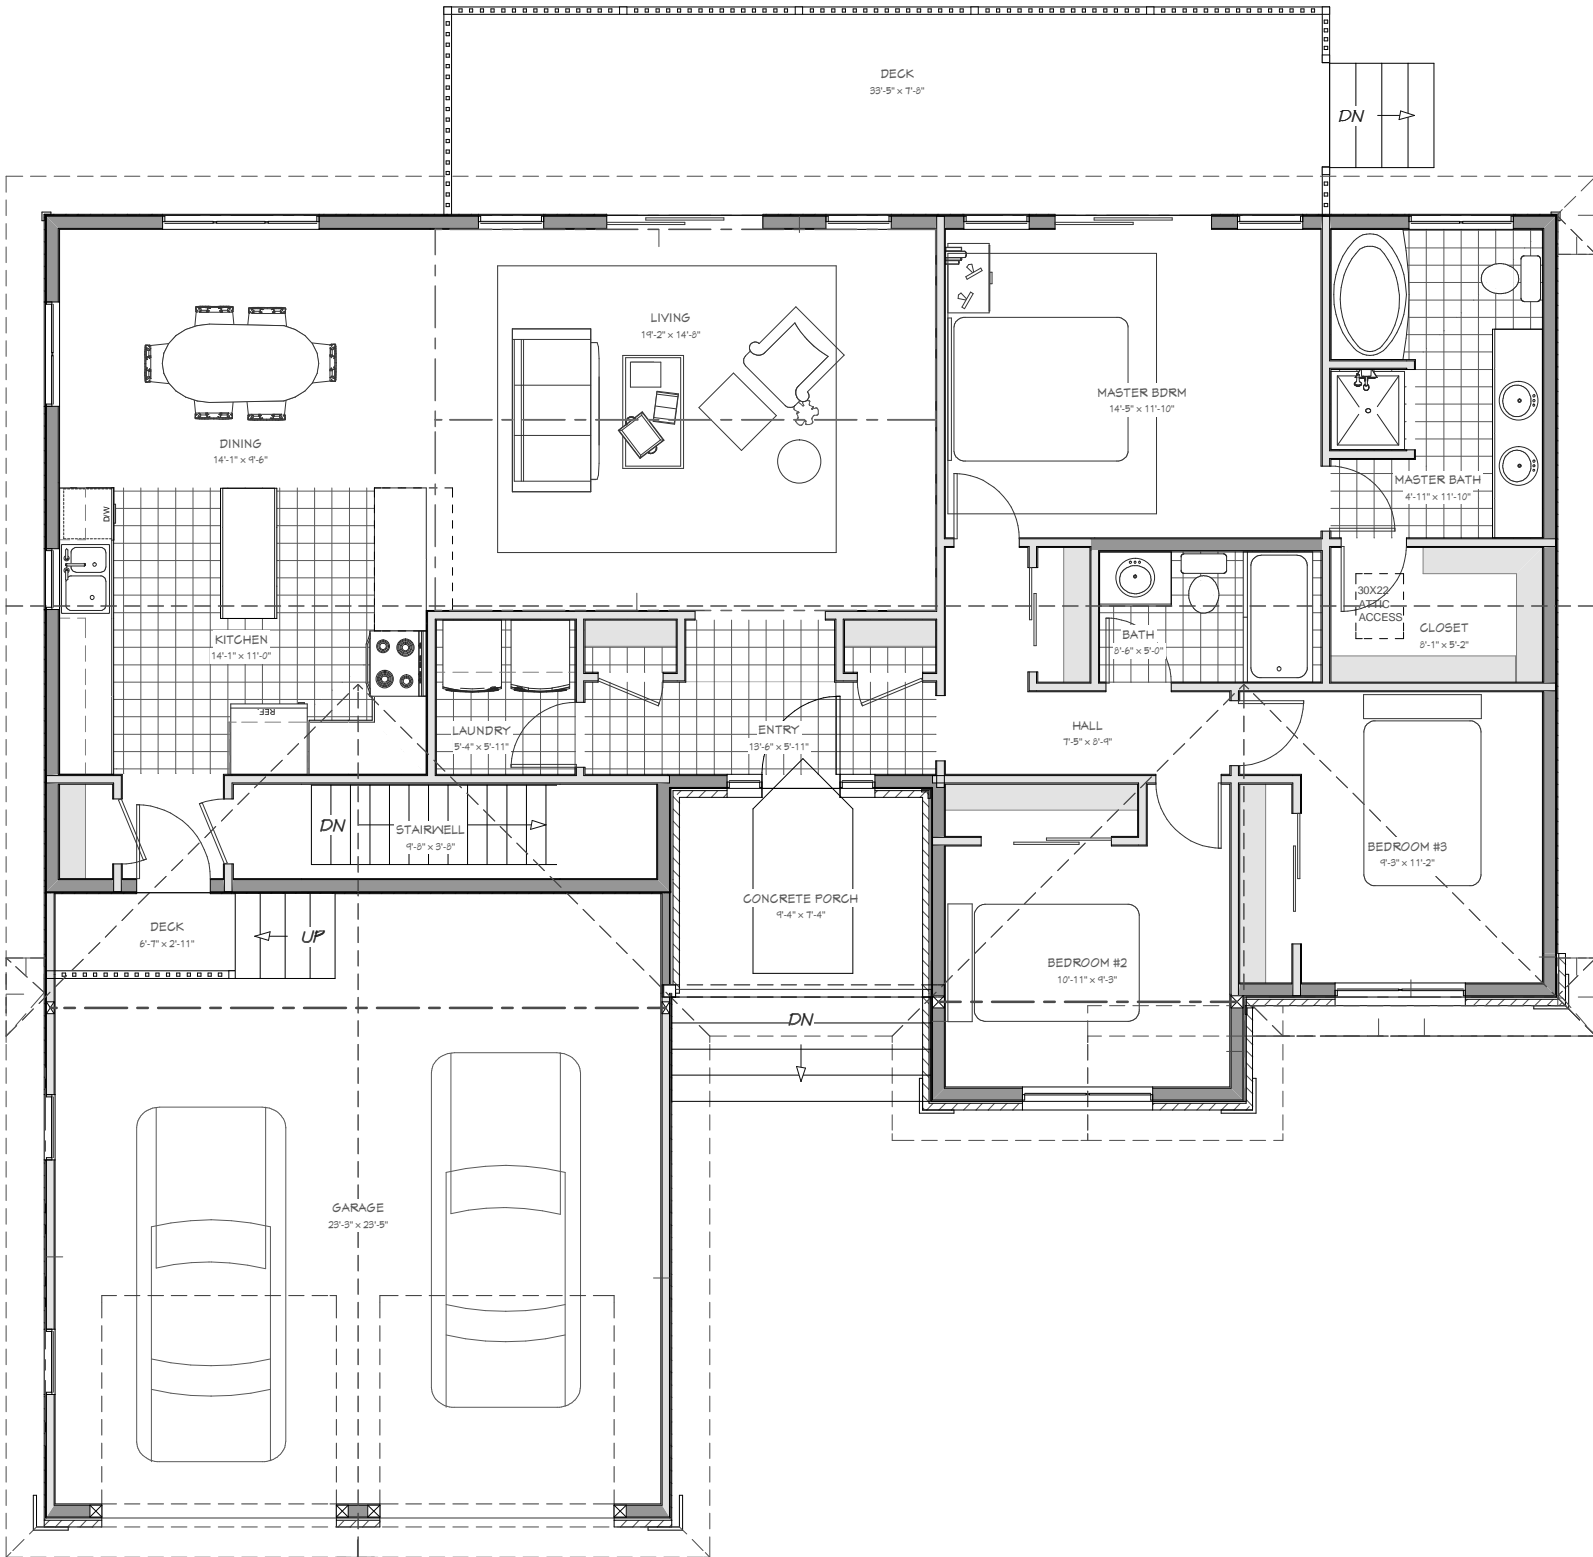 DECK
33'-5" x 7'-8"
DN
LIVING
19'-2" x 14'-8"
MASTER BDRM
14'-5" x 11'-10"
DINING
14'-1" x 9'-6"
MASTER BATH
4'-11" x 11'-10"
D/W
30X22
ATTIC
ACCESS
KITCHEN
14'-1" x 11'-0"
BATH
8'-6" x 5'-0"
CLOSET
8'-1" x 5'-2"
REF.
LAUNDRY
5'-4" x 5'-11"
ENTRY
13'-6" x 5'-11"
HALL
7'-5" x 8'-9"
DN
STAIRWELL
9'-8" x 3'-8"
BEDROOM #3
9'-3" x 11'-2"
CONCRETE PORCH
9'-4" x 7'-4"
DECK
6'-7" x 2'-11"
UP
BEDROOM #2
10'-11" x 9'-3"
DN
GARAGE
23'-3" x 23'-5"